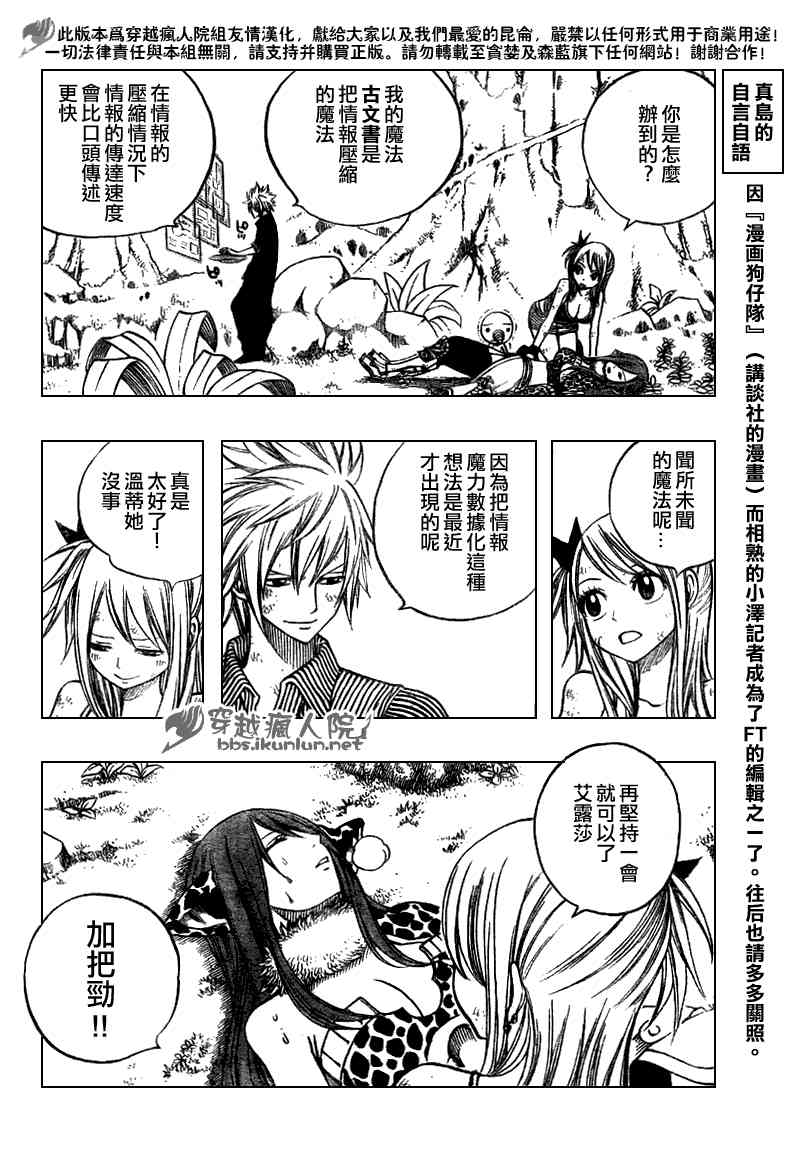 此版本爲穿越瘋人院組友情漢化，獻給大家以及我們最愛的昆侖，嚴禁以任何形式用于商業用途！
一切法律責任與本組無關，請支持并購買正版。請勿轉載至貪婪及森藍旗下任何網站！謝謝合作！
真島的
自言自語
因『漫画狗仔隊』（講談社的漫畫）而相熟的小澤記者成為了FT的編輯之一了。往后也請多多關照。
你是怎麼
辦到的？
我的魔法
古文書是
把情報壓縮
的魔法
在情報的
壓縮情況下
情報的傳達速度
會比口頭傳述
更快
聞所未聞
的魔法呢…
因為把情報
魔力數據化這種
想法是最近
才出現的呢
真是
太好了！
溫蒂她
沒事
穿越瘋人院
bbs.ikunlun.net
再堅持一會
就可以了
艾露莎
加把勁！！